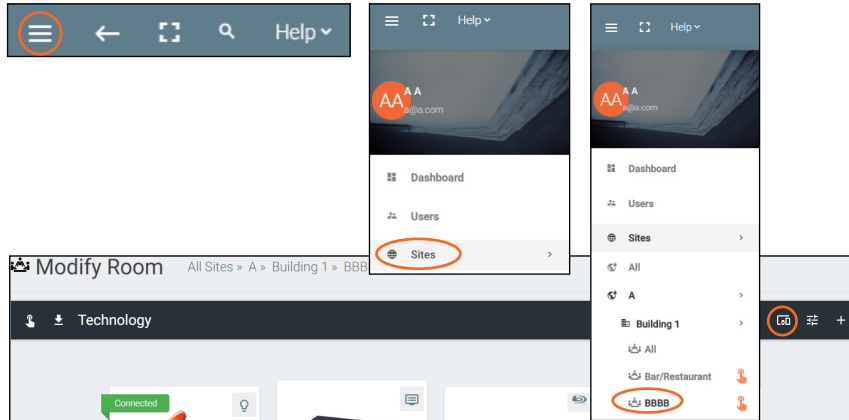 Help
Help
AA
A A
a@a.com
Dashboard
Users
Sites
Help
AA
A A
a@a.com
Dashboard
Users
Sites
All
A
Building 1
All
Bar/Restaurant
BBBB
Modify Room
All Sites » A » Building 1 » BBB
Technology
Connected